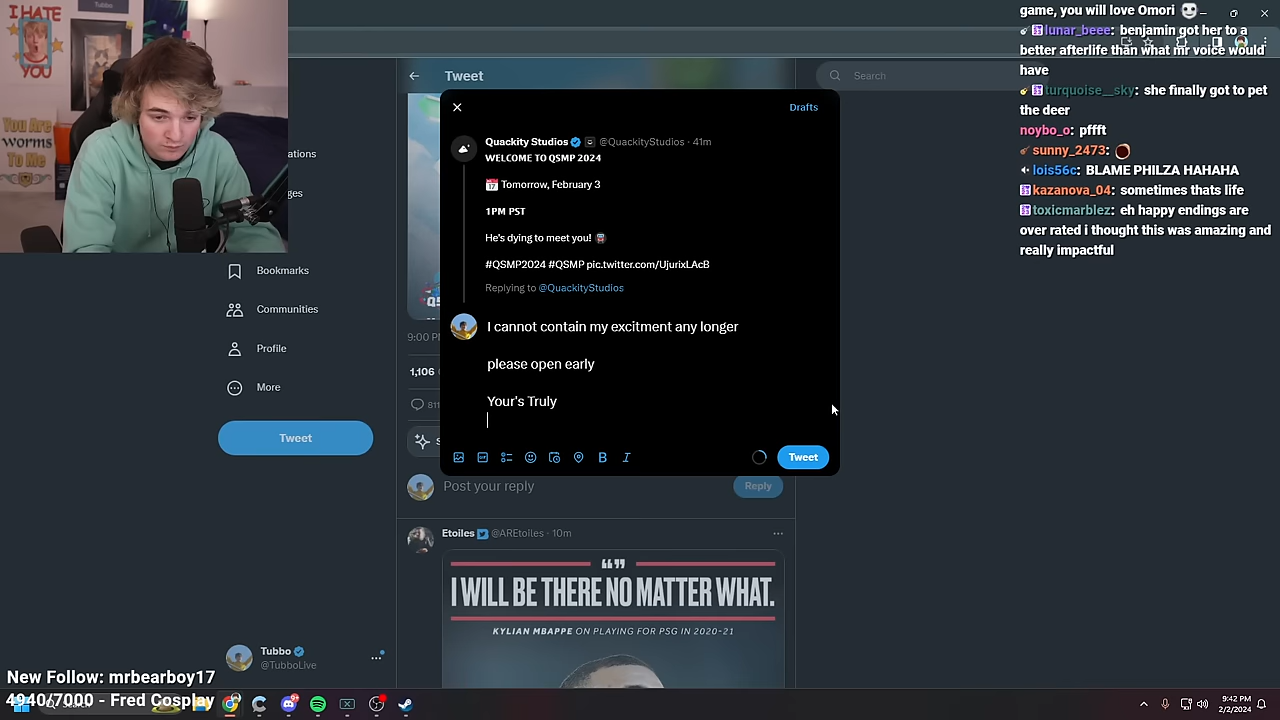 I HATE
YOU
You Are
worms
To Me
Tubbo
Tweet
Search
Drafts
Quackity Studios @QuackityStudios · 41m
WELCOME TO QSMP 2024
Tomorrow, February 3
1PM PST
He's dying to meet you!
#QSMP2024 #QSMP pic.twitter.com/UjurixLAcB
Replying to @QuackityStudios
I cannot contain my excitment any longer
please open early
Your's Truly
Tweet
ations
ges
Bookmarks
Communities
Profile
More
Tweet
9:00 P
1,106
811
Post your reply
Reply
Etoiles @AREtoiles · 10m
I WILL BE THERE NO MATTER WHAT.
KYLIAN MBAPPE ON PLAYING FOR PSG IN 2020-21
Tubbo
@TubboLive
New Follow: mrbearboy17
4940/7000 - Fred Cosplay
game, you will love Omori
lunar_beee: benjamin got her to a
better afterlife than what mr voice would
have
turquoise__sky: she finally got to pet
the deer
noybo_o: pffft
sunny_2473:
lois56c: BLAME PHILZA HAHAHA
kazanova_04: sometimes thats life
toxicmarblez: eh happy endings are
over rated i thought this was amazing and
really impactful
9:42 PM
2/2/2024